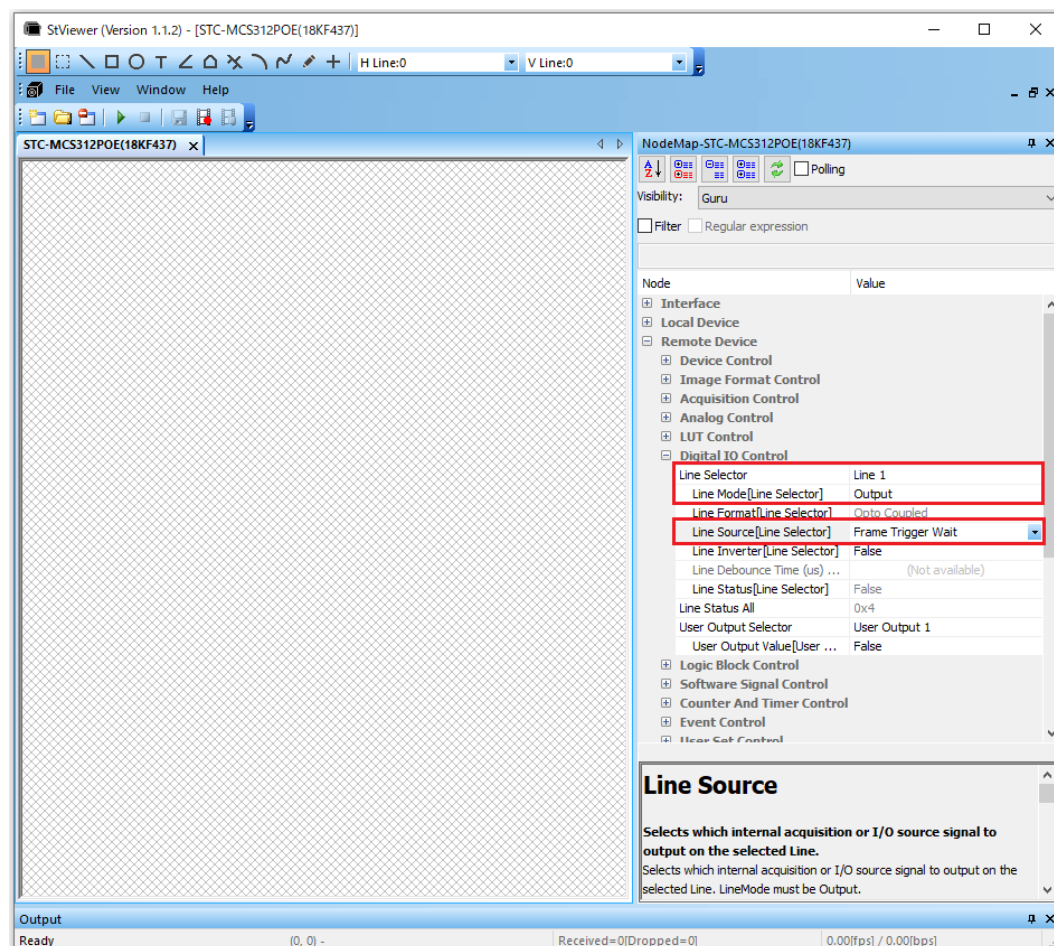 StViewer (Version 1.1.2) - [STC-MCS312POE(18KF437)]
H Line:0 V Line:0
File View Window Help
STC-MCS312POE(18KF437) x
NodeMap-STC-MCS312POE(18KF437)
Polling
Visibility: Guru
Filter Regular expression
Node Value
Interface
Local Device
Remote Device
Device Control
Image Format Control
Acquisition Control
Analog Control
LUT Control
Digital IO Control
Line Selector Line 1
Line Mode[Line Selector] Output
Line Format[Line Selector] Opto Coupled
Line Source[Line Selector] Frame Trigger Wait
Line Inverter[Line Selector] False
Line Debounce Time (us) ... (Not available)
Line Status[Line Selector] False
Line Status All 0x4
User Output Selector User Output 1
User Output Value[User ... False
Logic Block Control
Software Signal Control
Counter And Timer Control
Event Control
User Set Control
Line Source
Selects which internal acquisition or I/O source signal to
output on the selected Line.
Selects which internal acquisition or I/O source signal to output on the
selected Line. LineMode must be Output.
Output
Ready (0, 0) - Received=0[Dropped=0] 0.00[fps] / 0.00[bps]